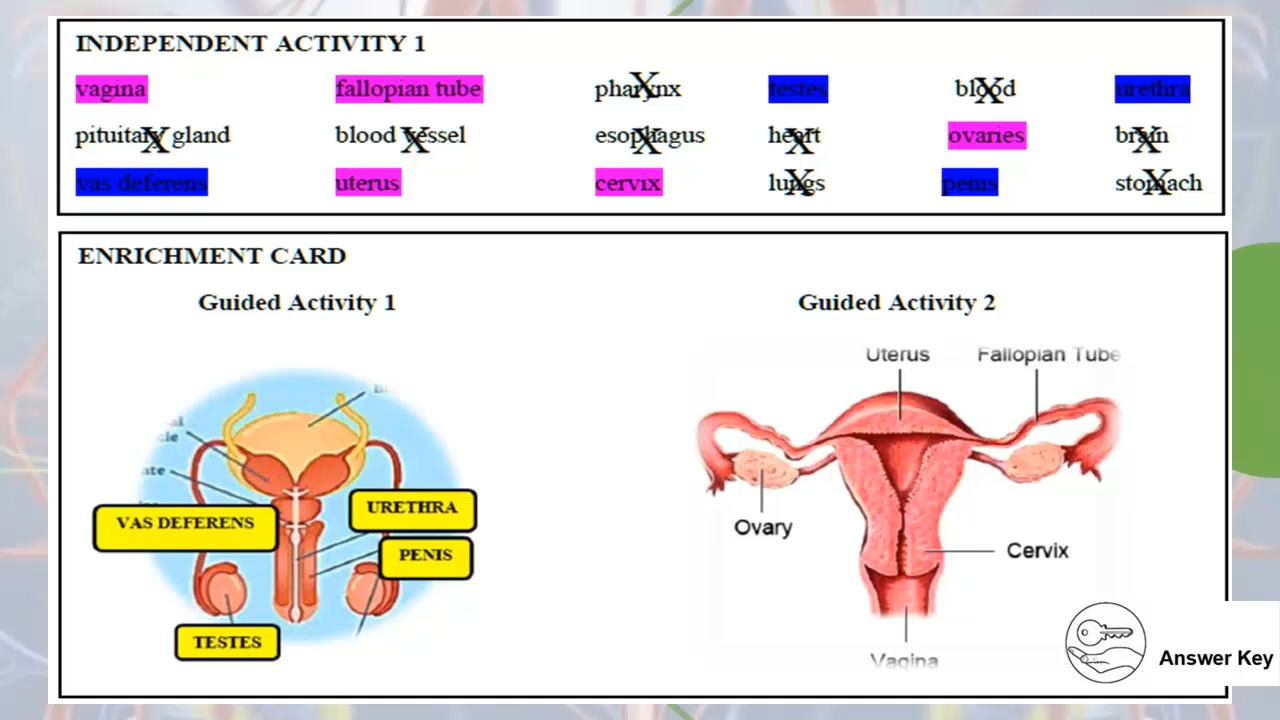 INDEPENDENT ACTIVITY 1
vagina fallopian tube pharynx testes blood urethra
pituitary gland blood vessel esophagus heart ovaries brain
vas deferens uterus cervix lungs penis stomach
ENRICHMENT CARD
Guided Activity 1
VAS DEFERENS
URETHRA
PENIS
TESTES
Guided Activity 2
Uterus Fallopian Tube
Ovary
Cervix
Vagina
Answer Key